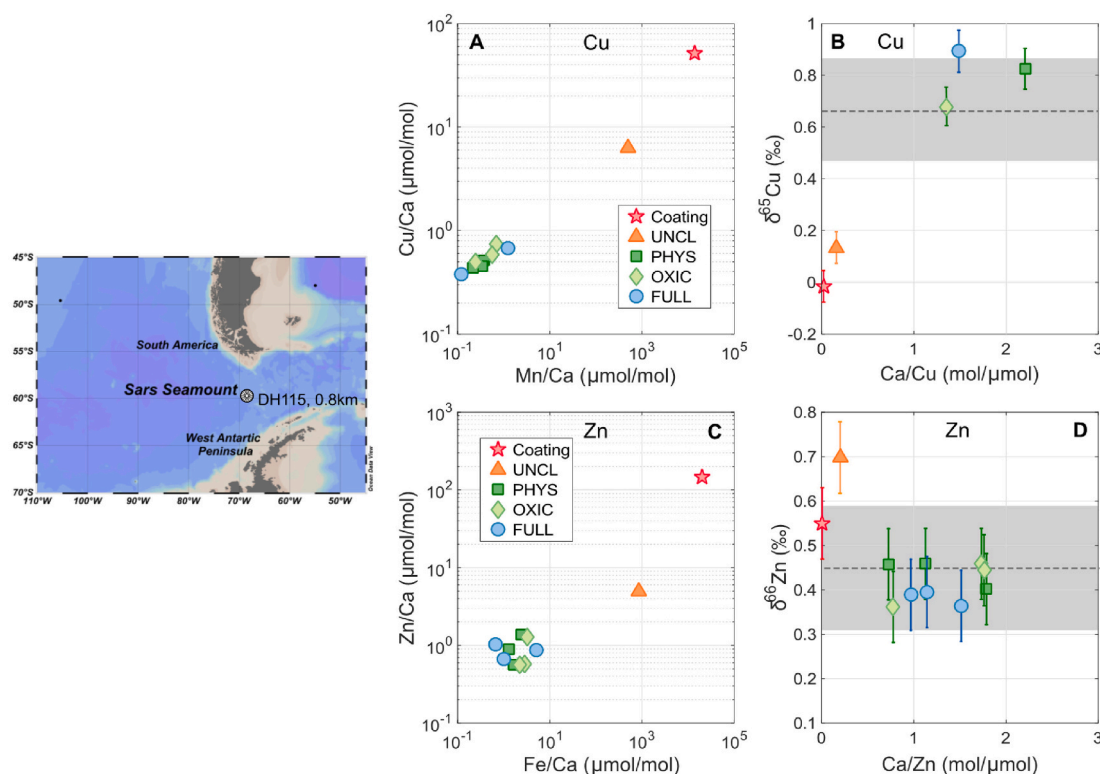 45°S
50°S
55°S
60°S
65°S
70°S
110°W
100°W
90°W
80°W
70°W
60°W
50°W
South America
Sars Seamount
DH115, 0.8km
West Antartic
Peninsula
Ocean Data View
A
Cu
Cu/Ca (µmol/mol)
10²
10¹
10⁰
10⁻¹
Coating
UNCL
PHYS
OXIC
FULL
10⁻¹
10¹
10³
10⁵
Mn/Ca (µmol/mol)
B
Cu
δ⁶⁵Cu (‰)
1
0.8
0.6
0.4
0.2
0
-0.2
0
1
2
3
Ca/Cu (mol/µmol)
Zn
C
Zn/Ca (µmol/mol)
10³
10²
10¹
10⁰
10⁻¹
Coating
UNCL
PHYS
OXIC
FULL
10⁻¹
10¹
10³
10⁵
Fe/Ca (µmol/mol)
Zn
D
δ⁶⁶Zn (‰)
0.8
0.7
0.6
0.5
0.4
0.3
0.2
0.1
0
1
2
3
Ca/Zn (mol/µmol)